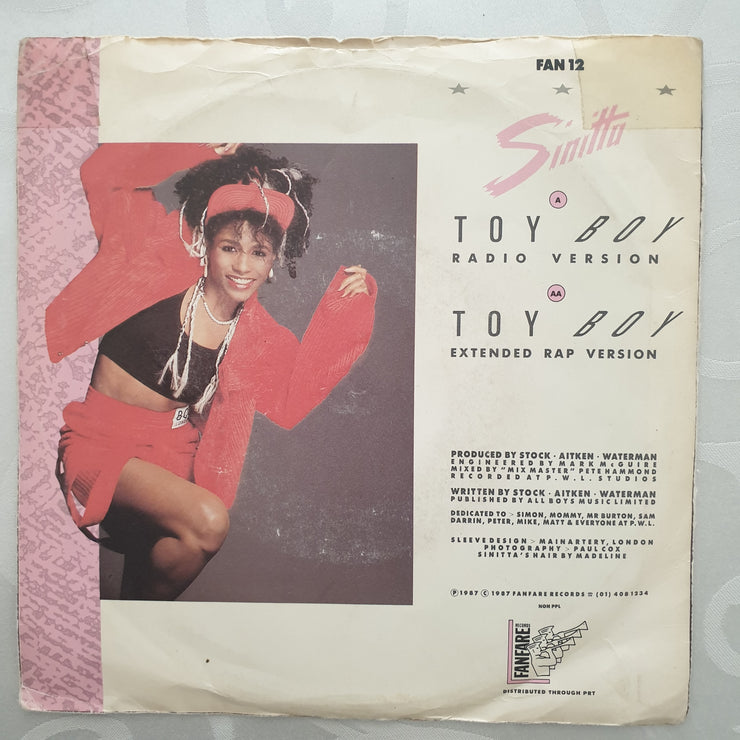 FAN 12
Sinitta
A
TOY BOY
RADIO VERSION
AA
TOY BOY
EXTENDED RAP VERSION
PRODUCED BY STOCK · AITKEN · WATERMAN
ENGINEERED BY MARK McGUIRE
MIXED BY "MIX MASTER" PETE HAMMOND
RECORDED AT P.W.L. STUDIOS
WRITTEN BY STOCK · AITKEN · WATERMAN
PUBLISHED BY ALL BOYS MUSIC LIMITED
DEDICATED TO > SIMON, MOMMY, MR BURTON, SAM
DARRIN, PETER, MIKE, MATT & EVERYONE AT P.W.L.
SLEEVE DESIGN > MAINARTERY, LONDON
PHOTOGRAPHY > PAUL COX
SINITTA'S HAIR BY MADELINE
℗ 1987 © 1987 FANFARE RECORDS ☎ (01) 408 1234
NON PPL
FANFARE RECORDS
DISTRIBUTED THROUGH PRT